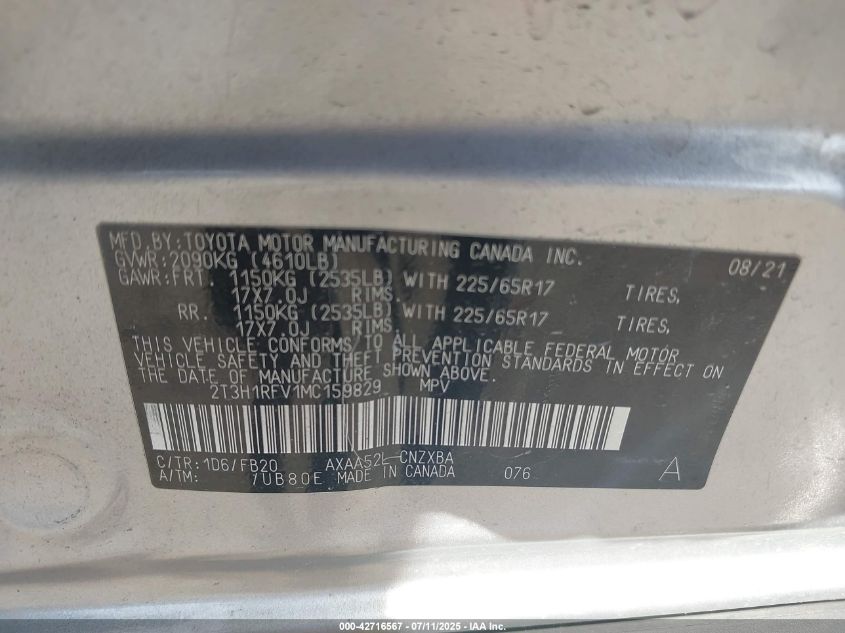 MFD.BY:TOYOTA MOTOR MANUFACTURING CANADA INC.
GVWR:2090KG (4610LB) 08/21
GAWR:FRT. 1150KG (2535LB) WITH 225/65R17 TIRES,
17X7.0J RIMS.
RR. 1150KG (2535LB) WITH 225/65R17 TIRES,
17X7.0J RIMS.
THIS VEHICLE CONFORMS TO ALL APPLICABLE FEDERAL MOTOR
VEHICLE SAFETY AND THEFT PREVENTION STANDARDS IN EFFECT ON
THE DATE OF MANUFACTURE SHOWN ABOVE.
2T3H1RFV1MC159829 MPV
C/TR:1D6/FB20 AXAA52L-CNZXBA
A/TM: /UB80E MADE IN CANADA 076 A
000-42716567 - 07/11/2025 - IAA Inc.